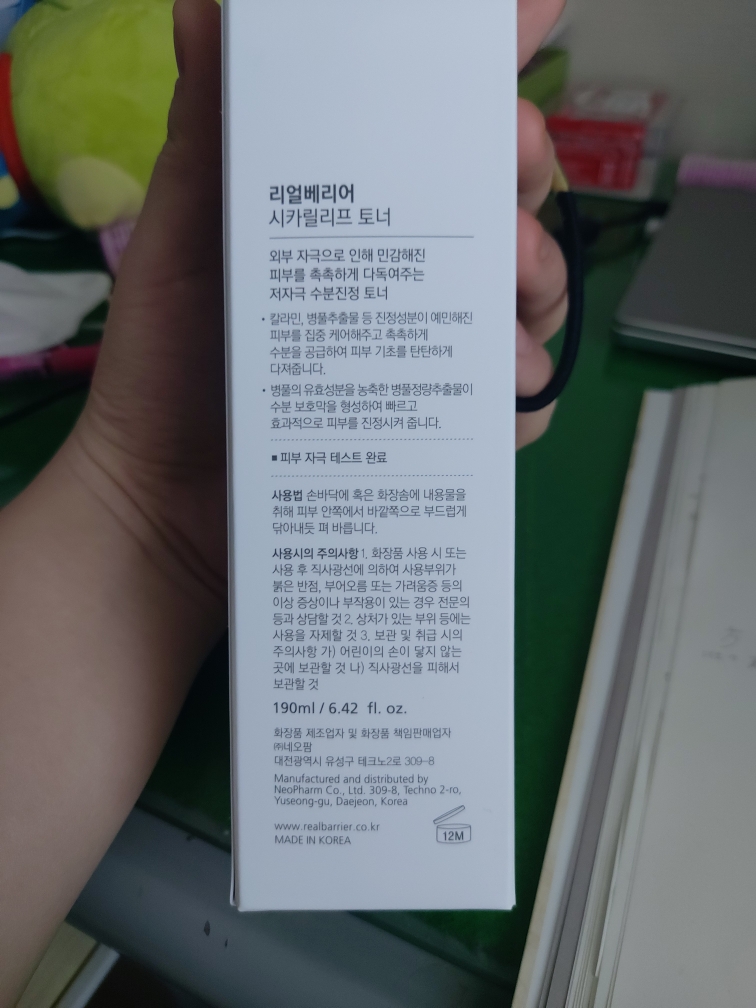 리얼베리어
시카릴리프 토너
외부 자극으로 인해 민감해진
피부를 촉촉하게 다독여주는
저자극 수분진정 토너
• 칼라민, 병풀추출물 등 진정성분이 예민해진
피부를 집중 케어해주고 촉촉하게
수분을 공급하여 피부 기초를 탄탄하게
다져줍니다.
• 병풀의 유효성분을 농축한 병풀정량추출물이
수분 보호막을 형성하여 빠르고
효과적으로 피부를 진정시켜 줍니다.
■ 피부 자극 테스트 완료
사용법 손바닥에 혹은 화장솜에 내용물을
취해 피부 안쪽에서 바깥쪽으로 부드럽게
닦아내듯 펴 바릅니다.
사용시의 주의사항 1. 화장품 사용 시 또는
사용 후 직사광선에 의하여 사용부위가
붉은 반점, 부어오름 또는 가려움증 등의
이상 증상이나 부작용이 있는 경우 전문의
등과 상담할 것 2. 상처가 있는 부위 등에는
사용을 자제할 것 3. 보관 및 취급 시의
주의사항 가) 어린이의 손이 닿지 않는
곳에 보관할 것 나) 직사광선을 피해서
보관할 것
190ml / 6.42 fl. oz.
화장품 제조업자 및 화장품 책임판매업자
㈜네오팜
대전광역시 유성구 테크노2로 309-8
Manufactured and distributed by
NeoPharm Co., Ltd. 309-8, Techno 2-ro,
Yuseong-gu, Daejeon, Korea
www.realbarrier.co.kr
MADE IN KOREA
12M